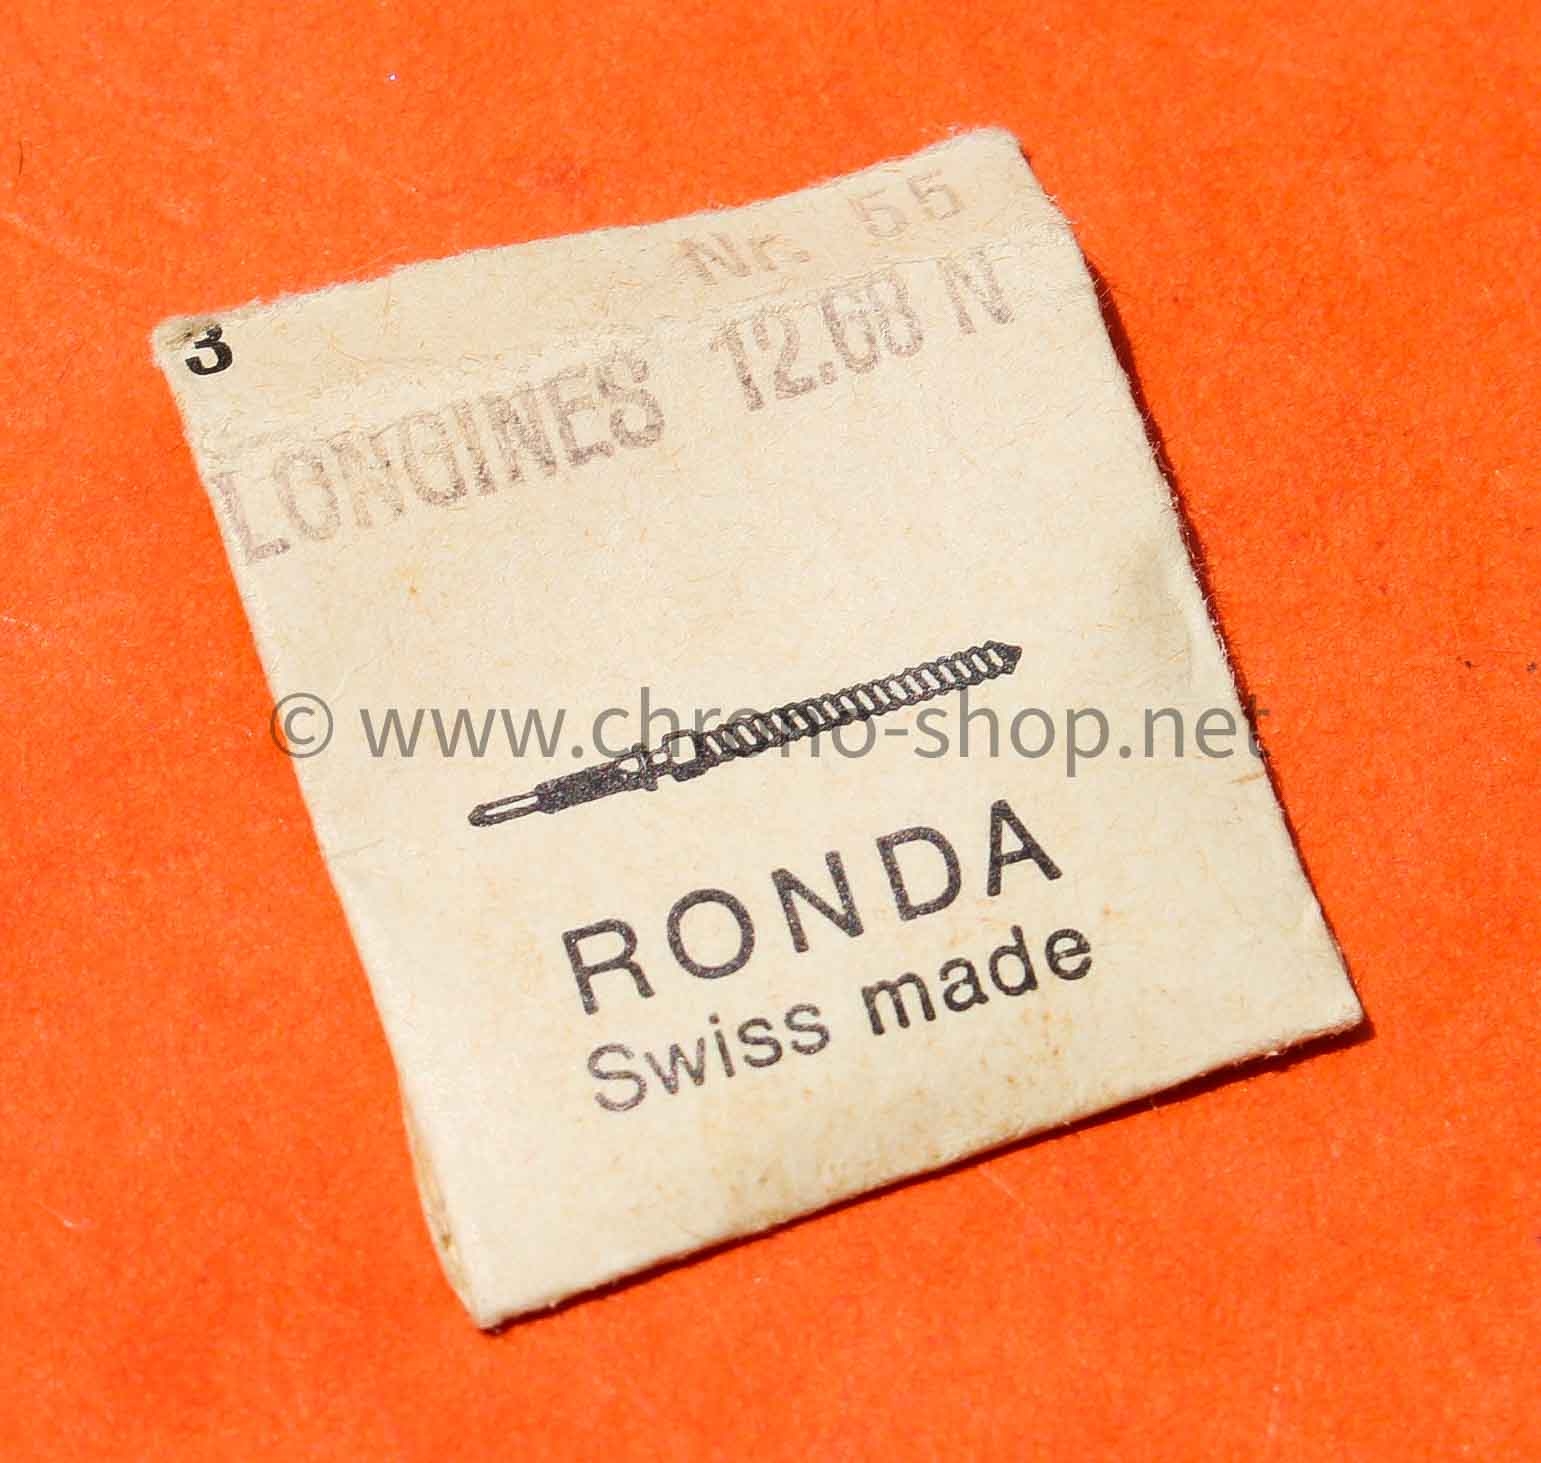 Nr. 55
3
LONGINES 12.68 N
© www.chrono-shop.net
RONDA
Swiss made